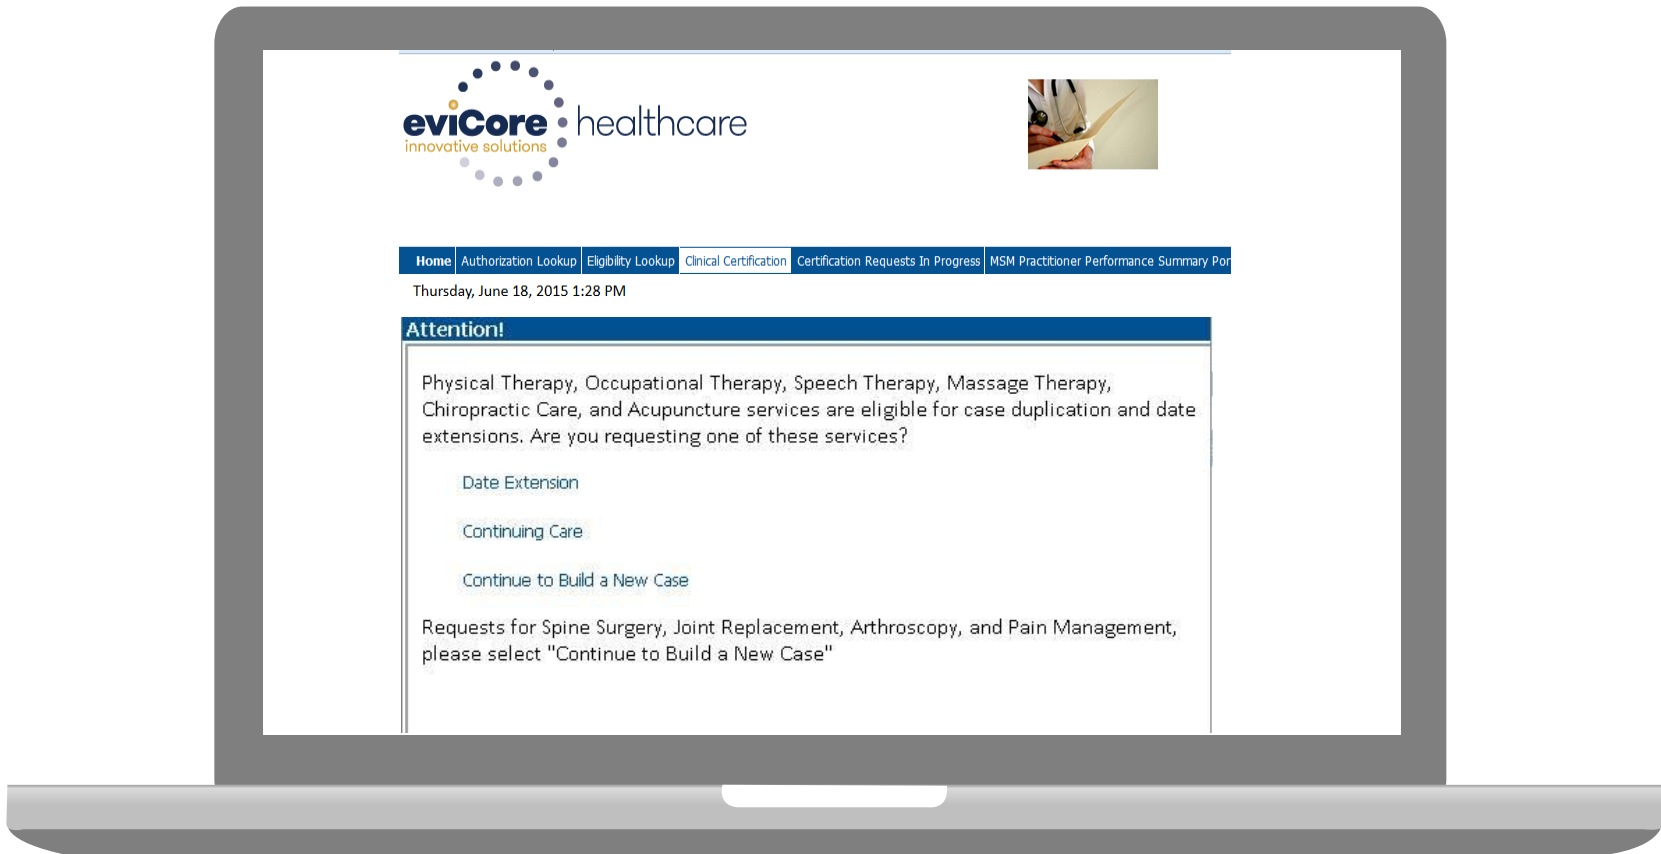 eviCore healthcare
innovative solutions
Home Authorization Lookup Eligibility Lookup Clinical Certification Certification Requests In Progress MSM Practitioner Performance Summary Por
Thursday, June 18, 2015 1:28 PM
Attention!
Physical Therapy, Occupational Therapy, Speech Therapy, Massage Therapy,
Chiropractic Care, and Acupuncture services are eligible for case duplication and date
extensions. Are you requesting one of these services?
Date Extension
Continuing Care
Continue to Build a New Case
Requests for Spine Surgery, Joint Replacement, Arthroscopy, and Pain Management,
please select "Continue to Build a New Case"